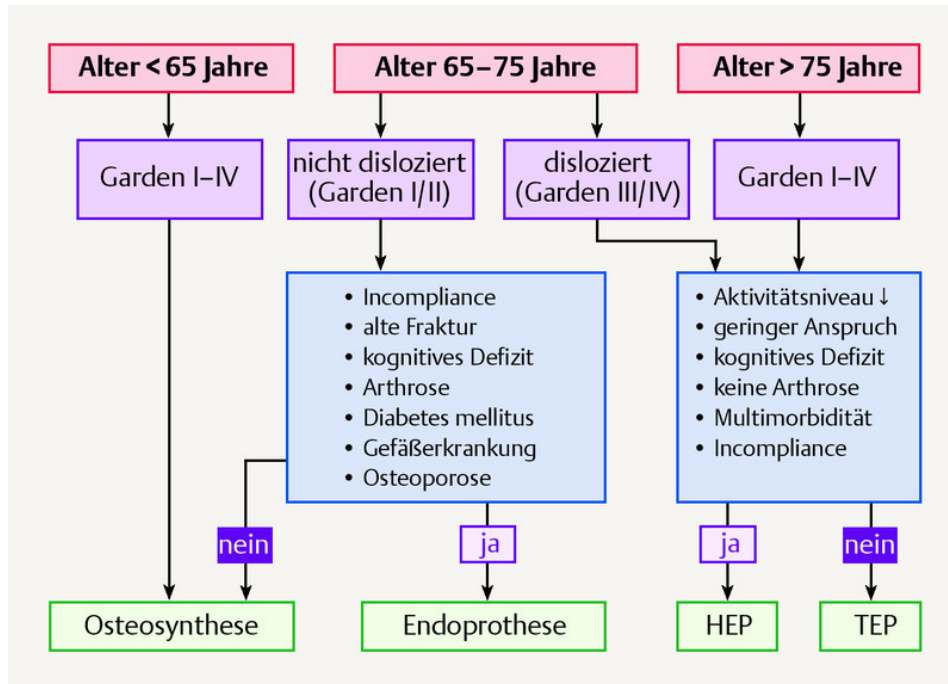 Alter < 65 Jahre
Alter 65–75 Jahre
Alter > 75 Jahre
Garden I–IV
nicht disloziert
(Garden I/II)
disloziert
(Garden III/IV)
Garden I–IV
• Incompliance
• alte Fraktur
• kognitives Defizit
• Arthrose
• Diabetes mellitus
• Gefäßerkrankung
• Osteoporose
• Aktivitätsniveau ↓
• geringer Anspruch
• kognitives Defizit
• keine Arthrose
• Multimorbidität
• Incompliance
nein
ja
ja
nein
Osteosynthese
Endoprothese
HEP
TEP